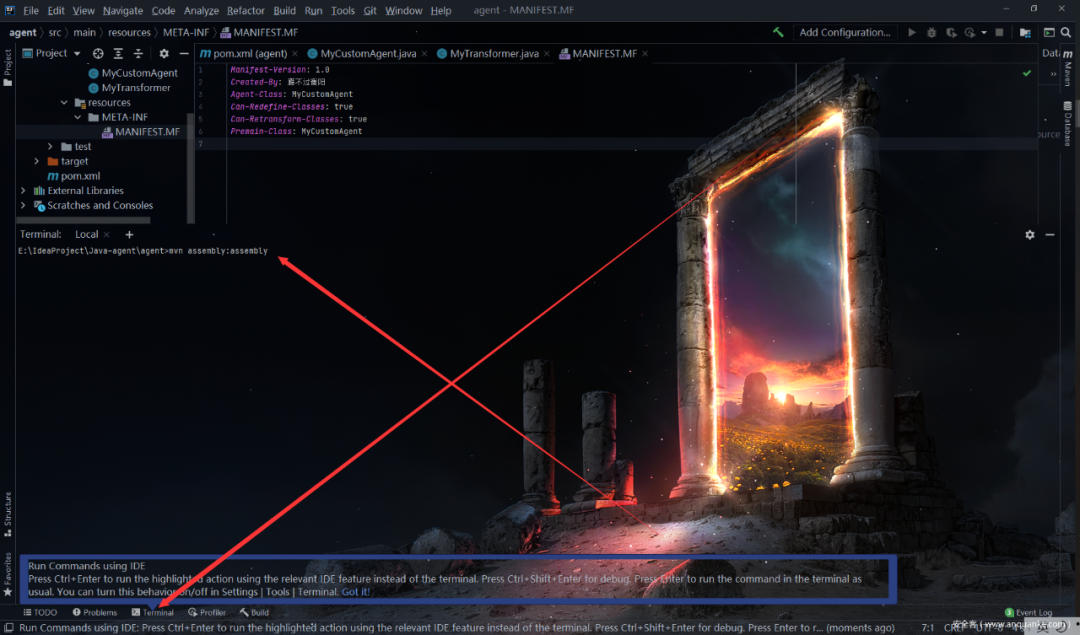 File Edit View Navigate Code Analyze Refactor Build Run Tools Git Window Help agent - MANIFEST.MF
agent src main resources META-INF MANIFEST.MF Add Configuration...
Project pom.xml (agent) MyCustomAgent.java MyTransformer.java MANIFEST.MF Dat
MyCustomAgent
MyTransformer
resources
META-INF
MANIFEST.MF
test
target
pom.xml
External Libraries
Scratches and Consoles
1 Manifest-Version: 1.0
2 Created-By:
3 Agent-Class: MyCustomAgent
4 Can-Redefine-Classes: true
5 Can-Retransform-Classes: true
6 Premain-Class: MyCustomAgent
7
Project
Maven
Database
ource
Terminal: Local
E:\IdeaProject\Java-agent\agent>mvn assembly:assembly
Structure
Favorites
Run Commands using IDE
Press Ctrl+Enter to run the highlighted action using the relevant IDE feature instead of the terminal. Press Ctrl+Shift+Enter for debug. Press Enter to run the command in the terminal as
usual. You can turn this behavior on/off in Settings | Tools | Terminal. Got it!
TODO Problems Terminal Profiler Build Event Log
Run Commands using IDE: Press Ctrl+Enter to run the highlighted action using the relevant IDE feature instead of the terminal. Press Ctrl+Shift+Enter for debug. Press Enter to r... (moments ago) 7:1
安全客 ( www.anquanke.com )